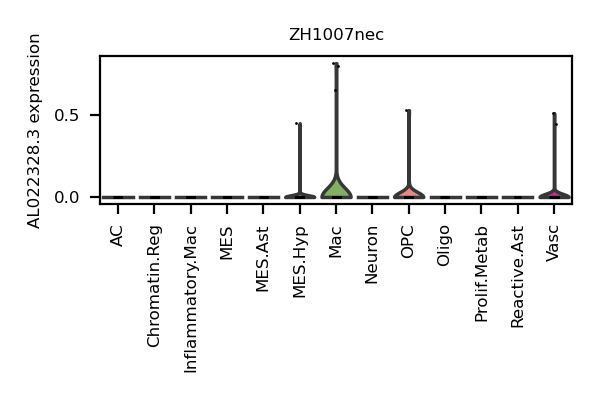 ZH1007nec
AL022328.3 expression
0.5
0.0
AC
Chromatin.Reg
Inflammatory.Mac
MES
MES.Ast
MES.Hyp
Mac
Neuron
OPC
Oligo
Prolif.Metab
Reactive.Ast
Vasc